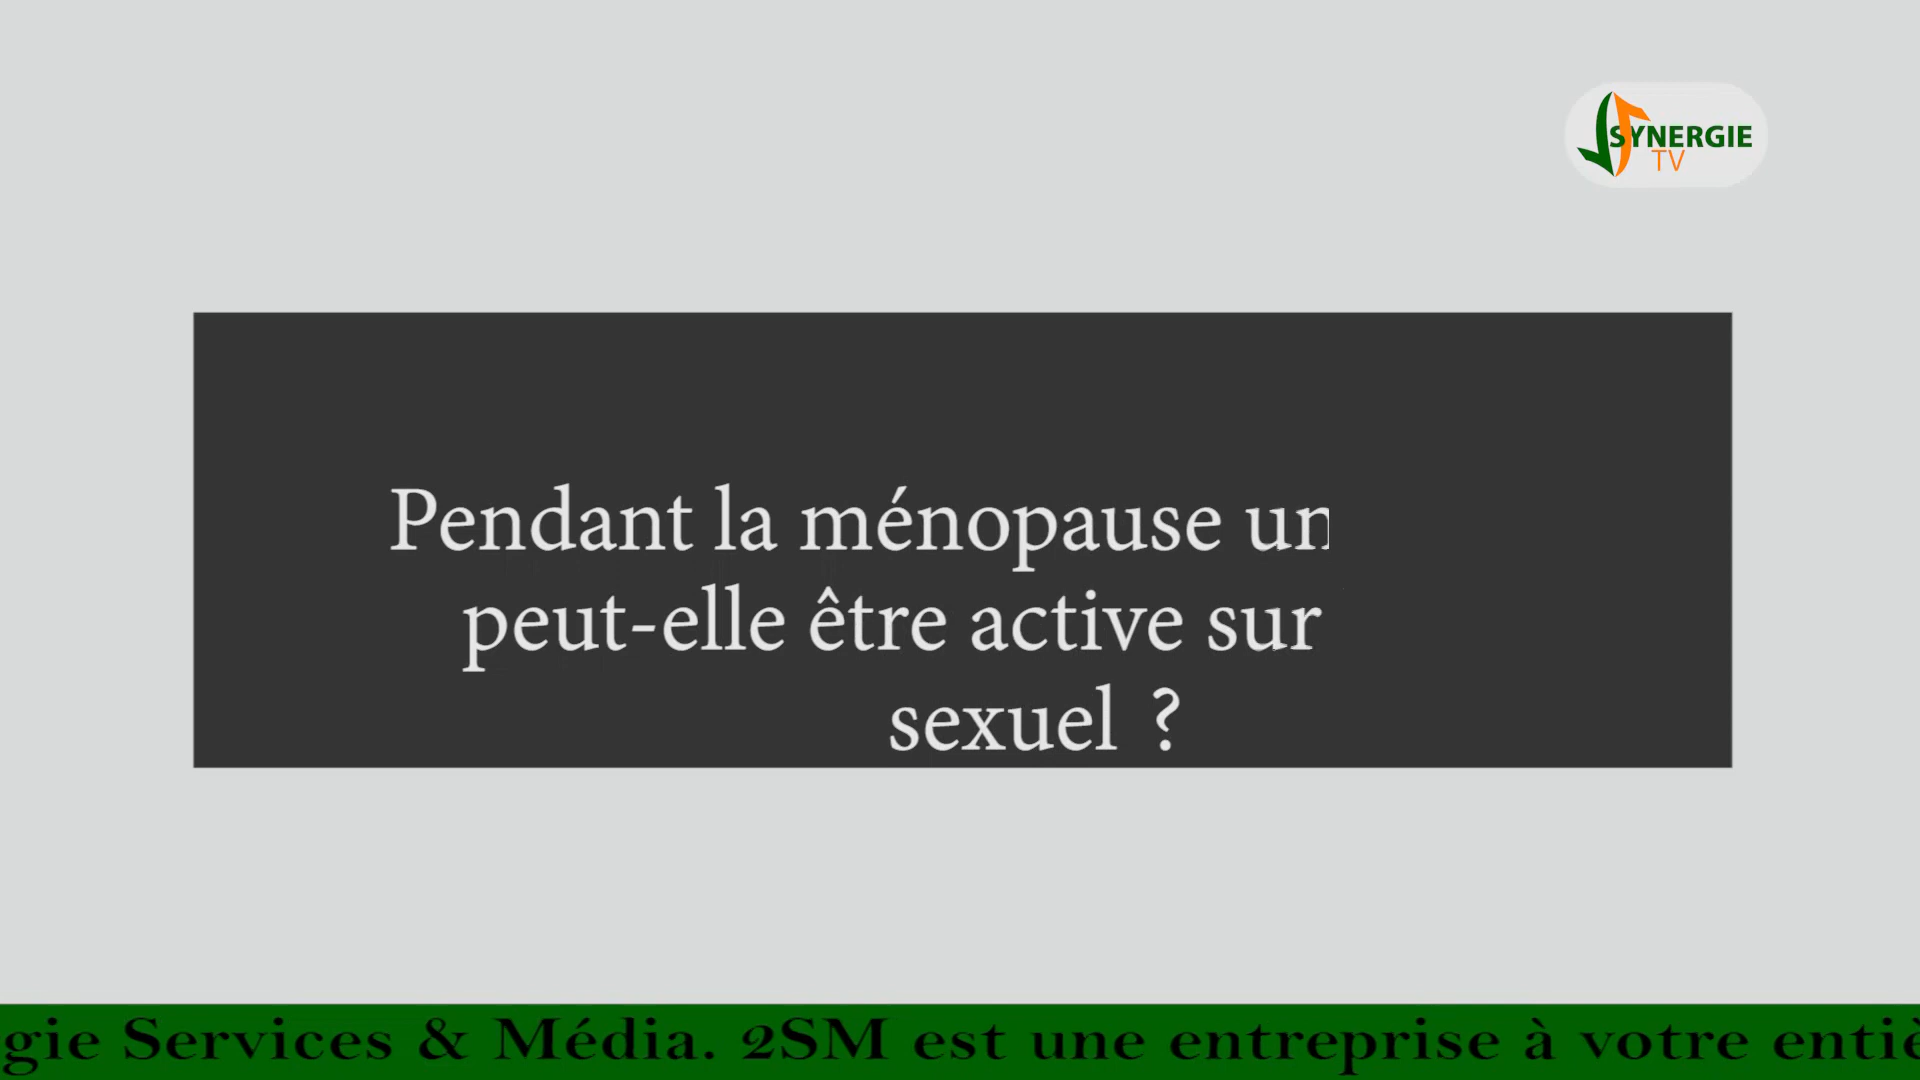 SYNERGIE
TV
Pendant la ménopause un
peut-elle être active sur
sexuel ?
gie Services & Média. 2SM est une entreprise à votre entiè